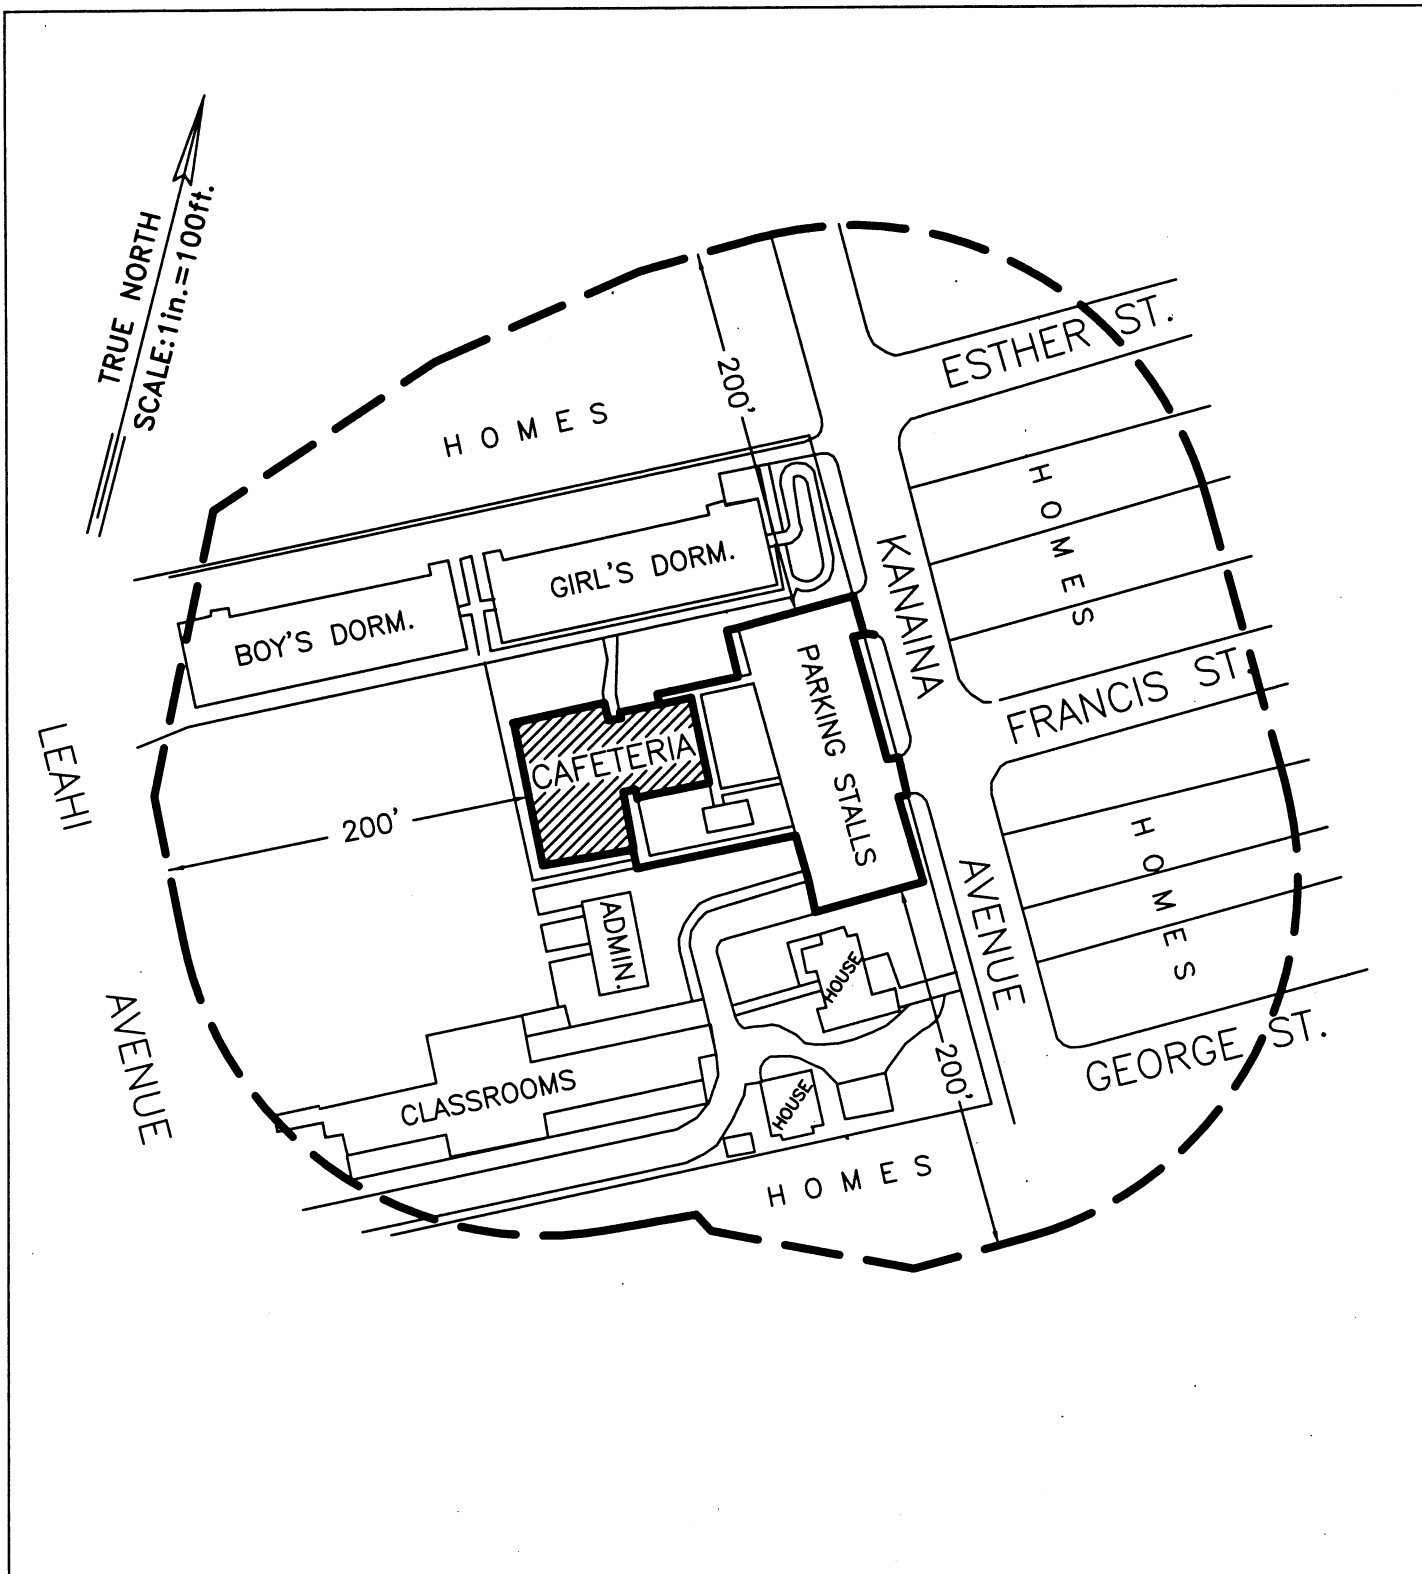 TRUE NORTH
SCALE:1in.=100ft.
ESTHER ST.
200'
HOMES
HOMES
GIRL'S DORM.
BOY'S DORM.
KANAINA
PARKING STALLS
FRANCIS ST.
LEAHI
CAFETERIA
200'
HOMES
AVENUE
ADMIN.
HOUSE
AVENUE
GEORGE ST.
200'
CLASSROOMS
HOUSE
HOMES